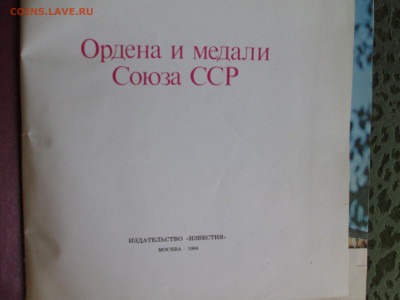 COINS.LAVE.RU
Ордена и медали
Союза ССР
ИЗДАТЕЛЬСТВО «ИЗВЕСТИЯ»
МОСКВА · 1984